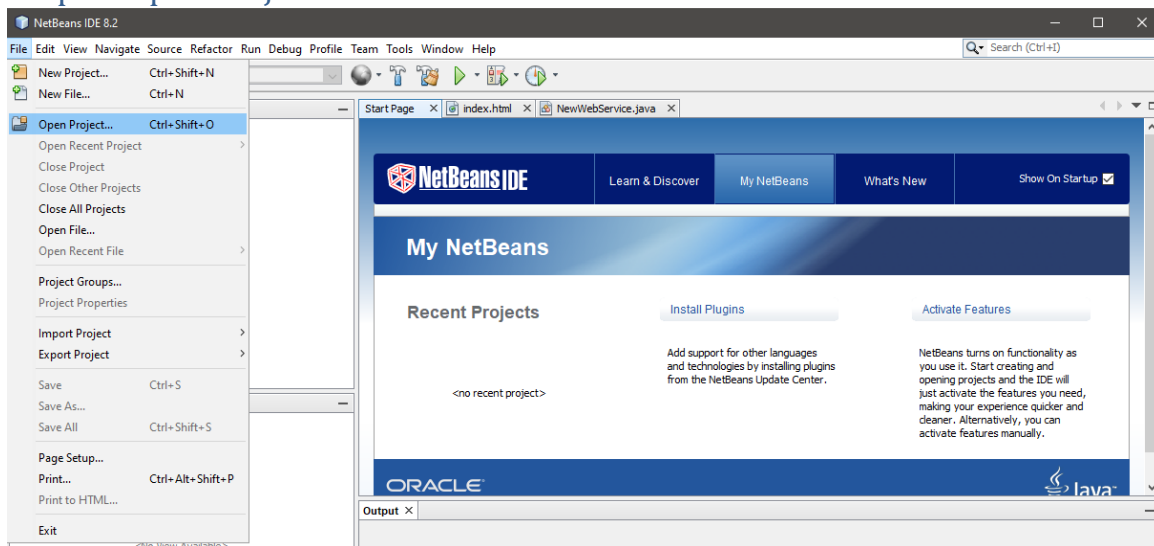 NetBeans IDE 8.2
File Edit View Navigate Source Refactor Run Debug Profile Team Tools Window Help
Search (Ctrl+I)
New Project... Ctrl+Shift+N
New File... Ctrl+N
Open Project... Ctrl+Shift+O
Open Recent Project
Close Project
Close Other Projects
Close All Projects
Open File...
Open Recent File
Project Groups...
Project Properties
Import Project
Export Project
Save Ctrl+S
Save As...
Save All Ctrl+Shift+S
Page Setup...
Print... Ctrl+Alt+Shift+P
Print to HTML...
Exit
Start Page index.html NewWebService.java
NetBeans IDE
Learn & Discover My NetBeans What's New Show On Startup
My NetBeans
Recent Projects
<no recent project>
Install Plugins
Add support for other languages
and technologies by installing plugins
from the NetBeans Update Center.
Activate Features
NetBeans turns on functionality as
you use it. Start creating and
opening projects and the IDE will
just activate the features you need,
making your experience quicker and
cleaner. Alternatively, you can
activate features manually.
ORACLE
Java
Output